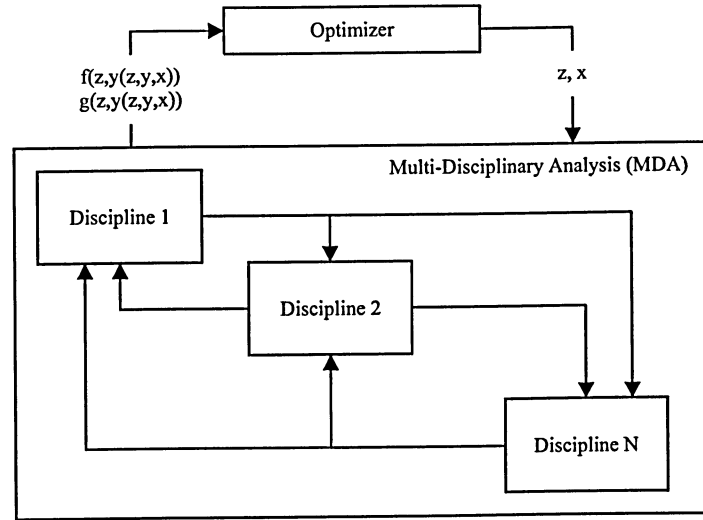 Optimizer
f(z,y(z,y,x))
g(z,y(z,y,x))
z, x
Multi-Disciplinary Analysis (MDA)
Discipline 1
Discipline 2
Discipline N